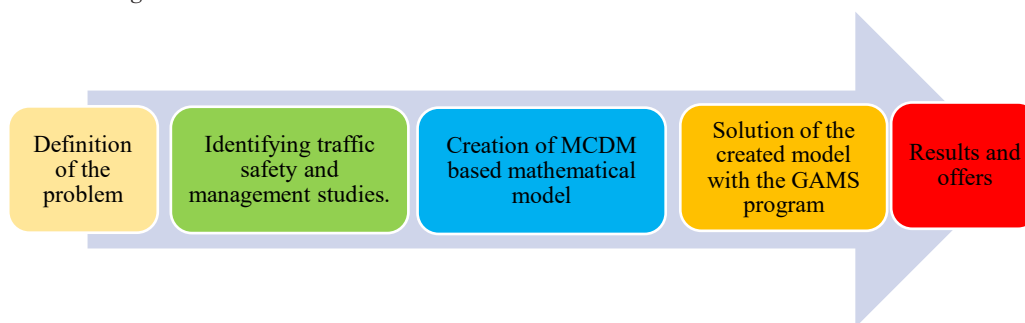 Definition
of the
problem
Identifying traffic
safety and
management studies.
Creation of MCDM
based mathematical
model
Solution of the
created model
with the GAMS
program
Results and
offers